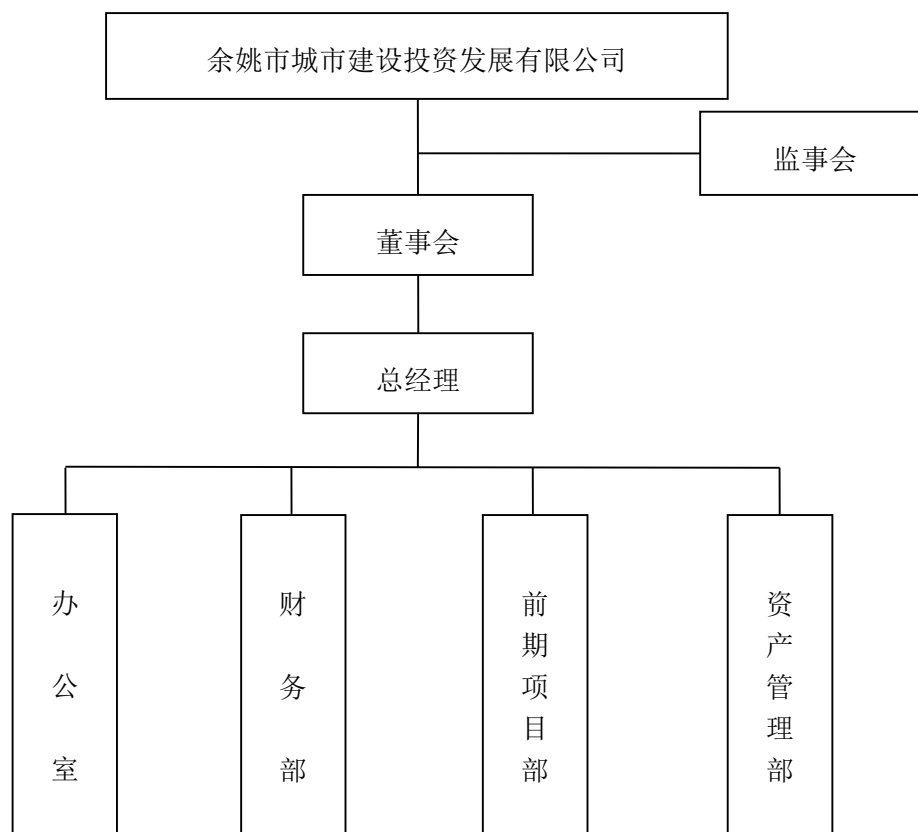 余姚市城市建设投资发展有限公司
监事会
董事会
总经理
办公室
财务部
前期项目部
资产管理部